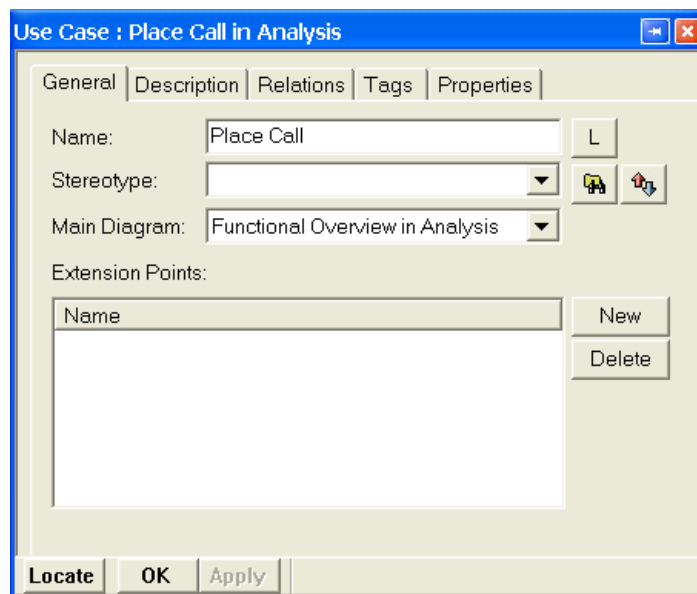 Use Case : Place Call in Analysis
General Description Relations Tags Properties
Name: Place Call L
Stereotype:
Main Diagram: Functional Overview in Analysis
Extension Points:
Name New
Delete
Locate OK Apply